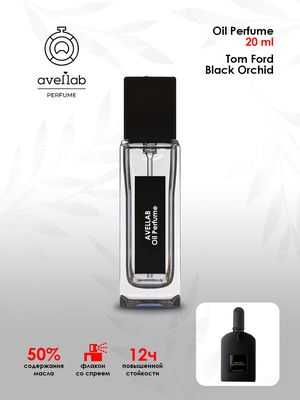 Oil Perfume
20 ml
Tom Ford
Black Orchid
avellab
PERFUME
AVELLAB
Oil Perfume
50%
содержания
масла
флакон
со спреем
12ч
повышенной
стойкости